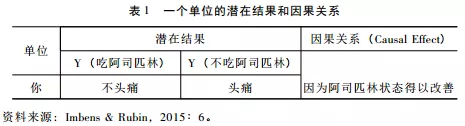 表 1 一个单位的潜在结果和因果关系
单位 潜在结果 因果关系（Causal Effect）
Y（吃阿司匹林） Y（不吃阿司匹林）
你 不头痛 头痛 因为阿司匹林状态得以改善
资料来源：Imbens & Rubin，2015：6。